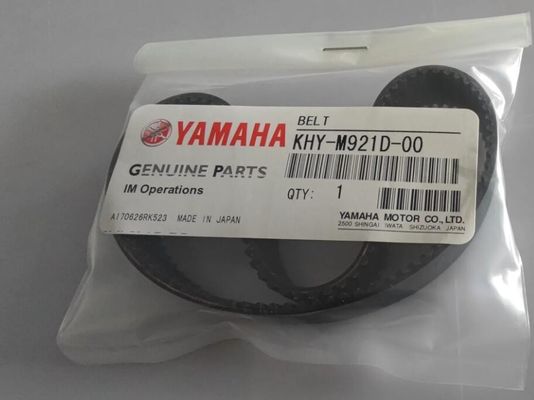 BELT
YAMAHA
KHY-M921D-00
GENUINE PARTS
IM Operations
QTY: 1
YAMAHA MOTOR CO., LTD.
2500 SHINGAI IWATA SHIZUOKA JAPAN
A170626RK523 MADE IN JAPAN